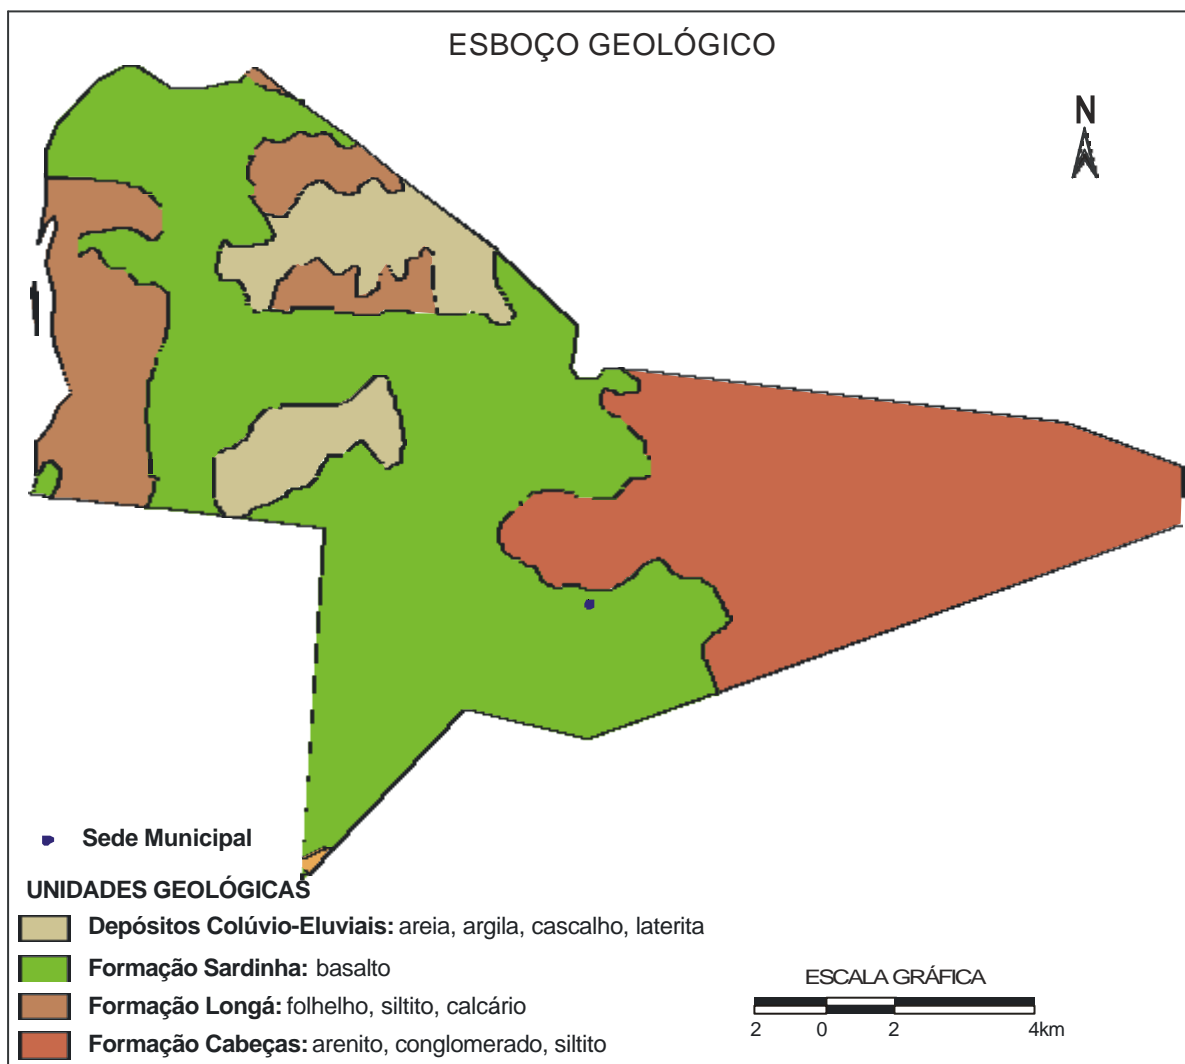 ESBOÇO GEOLÓGICO
N
Sede Municipal
UNIDADES GEOLÓGICAS
Depósitos Colúvio-Eluviais: areia, argila, cascalho, laterita
Formação Sardinha: basalto
Formação Longá: folhelho, siltito, calcário
Formação Cabeças: arenito, conglomerado, siltito
ESCALA GRÁFICA
2 0 2 4km